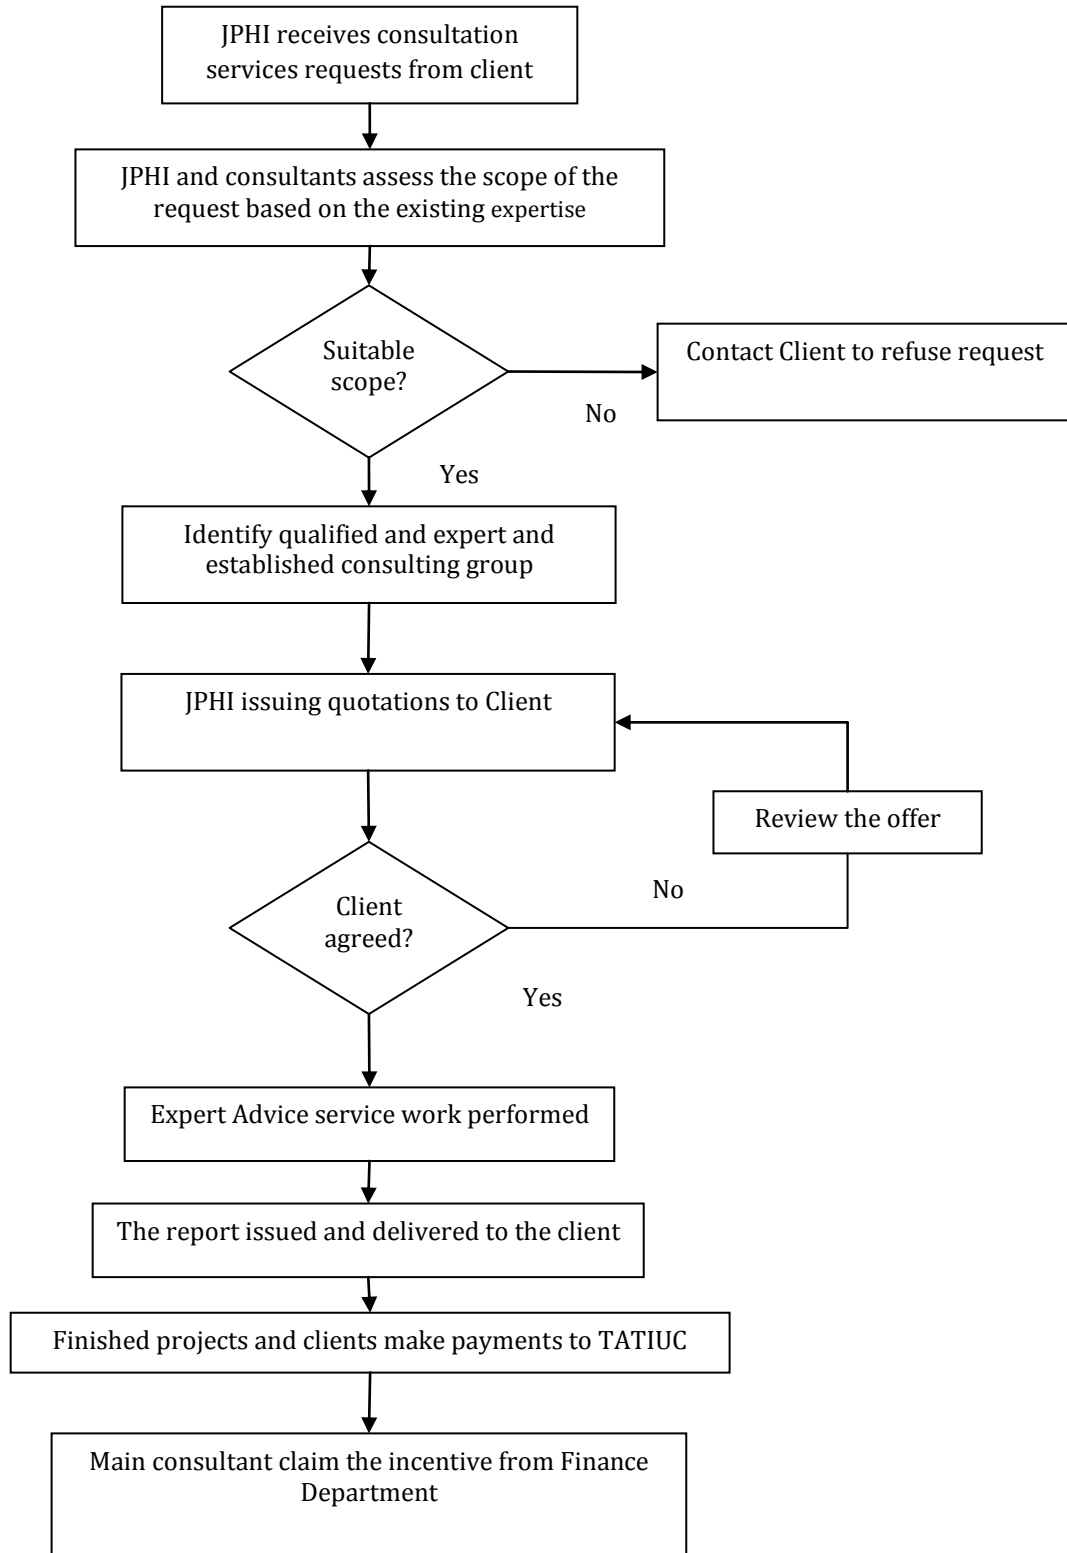 JPHI receives consultation
services requests from client
JPHI and consultants assess the scope of the
request based on the existing expertise
Suitable
scope?
Contact Client to refuse request
No
Yes
Identify qualified and expert and
established consulting group
JPHI issuing quotations to Client
Review the offer
Client
agreed?
No
Yes
Expert Advice service work performed
The report issued and delivered to the client
Finished projects and clients make payments to TATIUC
Main consultant claim the incentive from Finance
Department